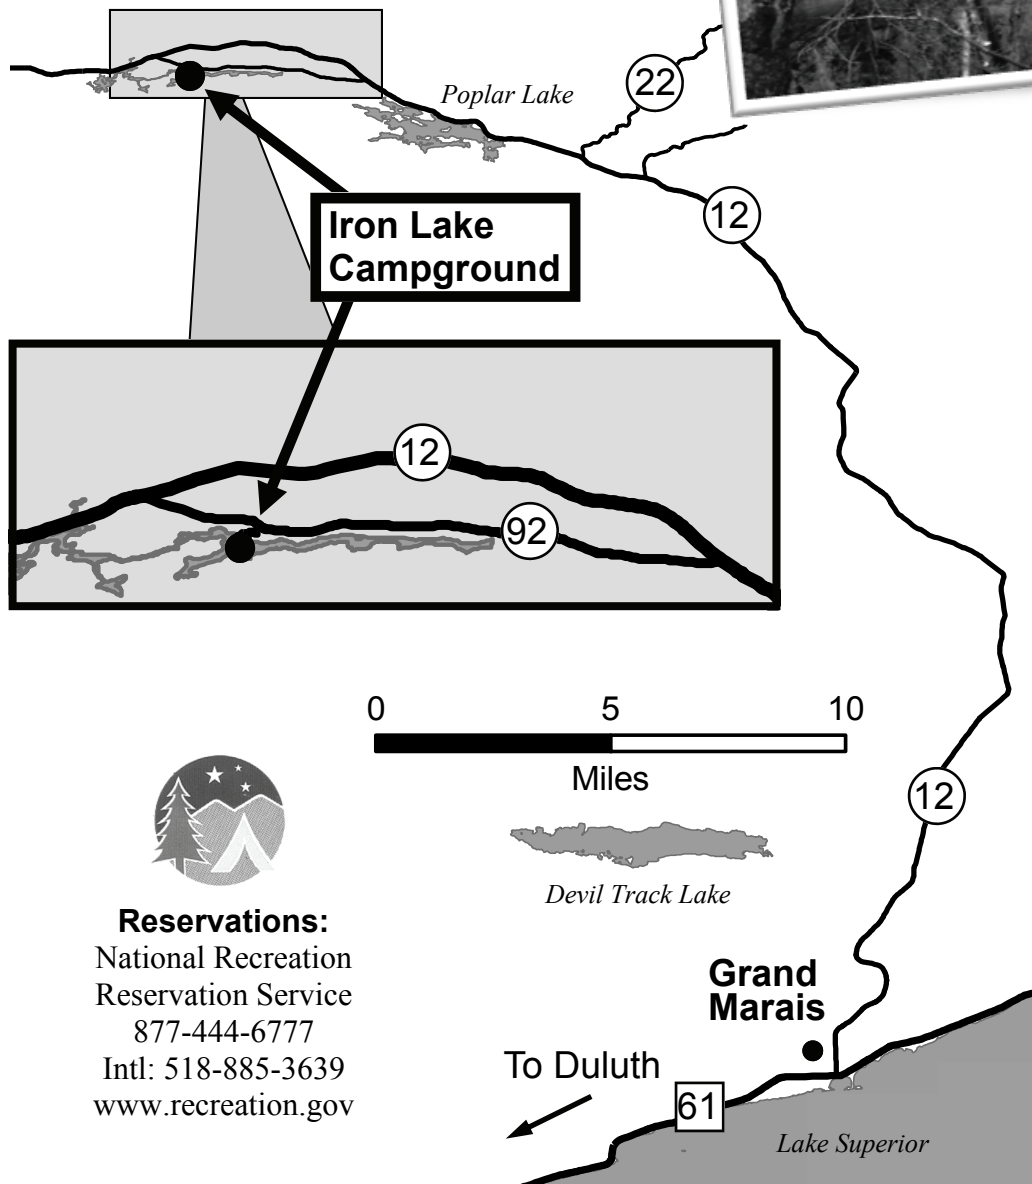 Poplar Lake
22
12
Iron Lake
Campground
12
92
0 5 10
Miles
12
Devil Track Lake
Reservations:
National Recreation
Reservation Service
877-444-6777
Intl: 518-885-3639
www.recreation.gov
Grand
Marais
To Duluth
61
Lake Superior